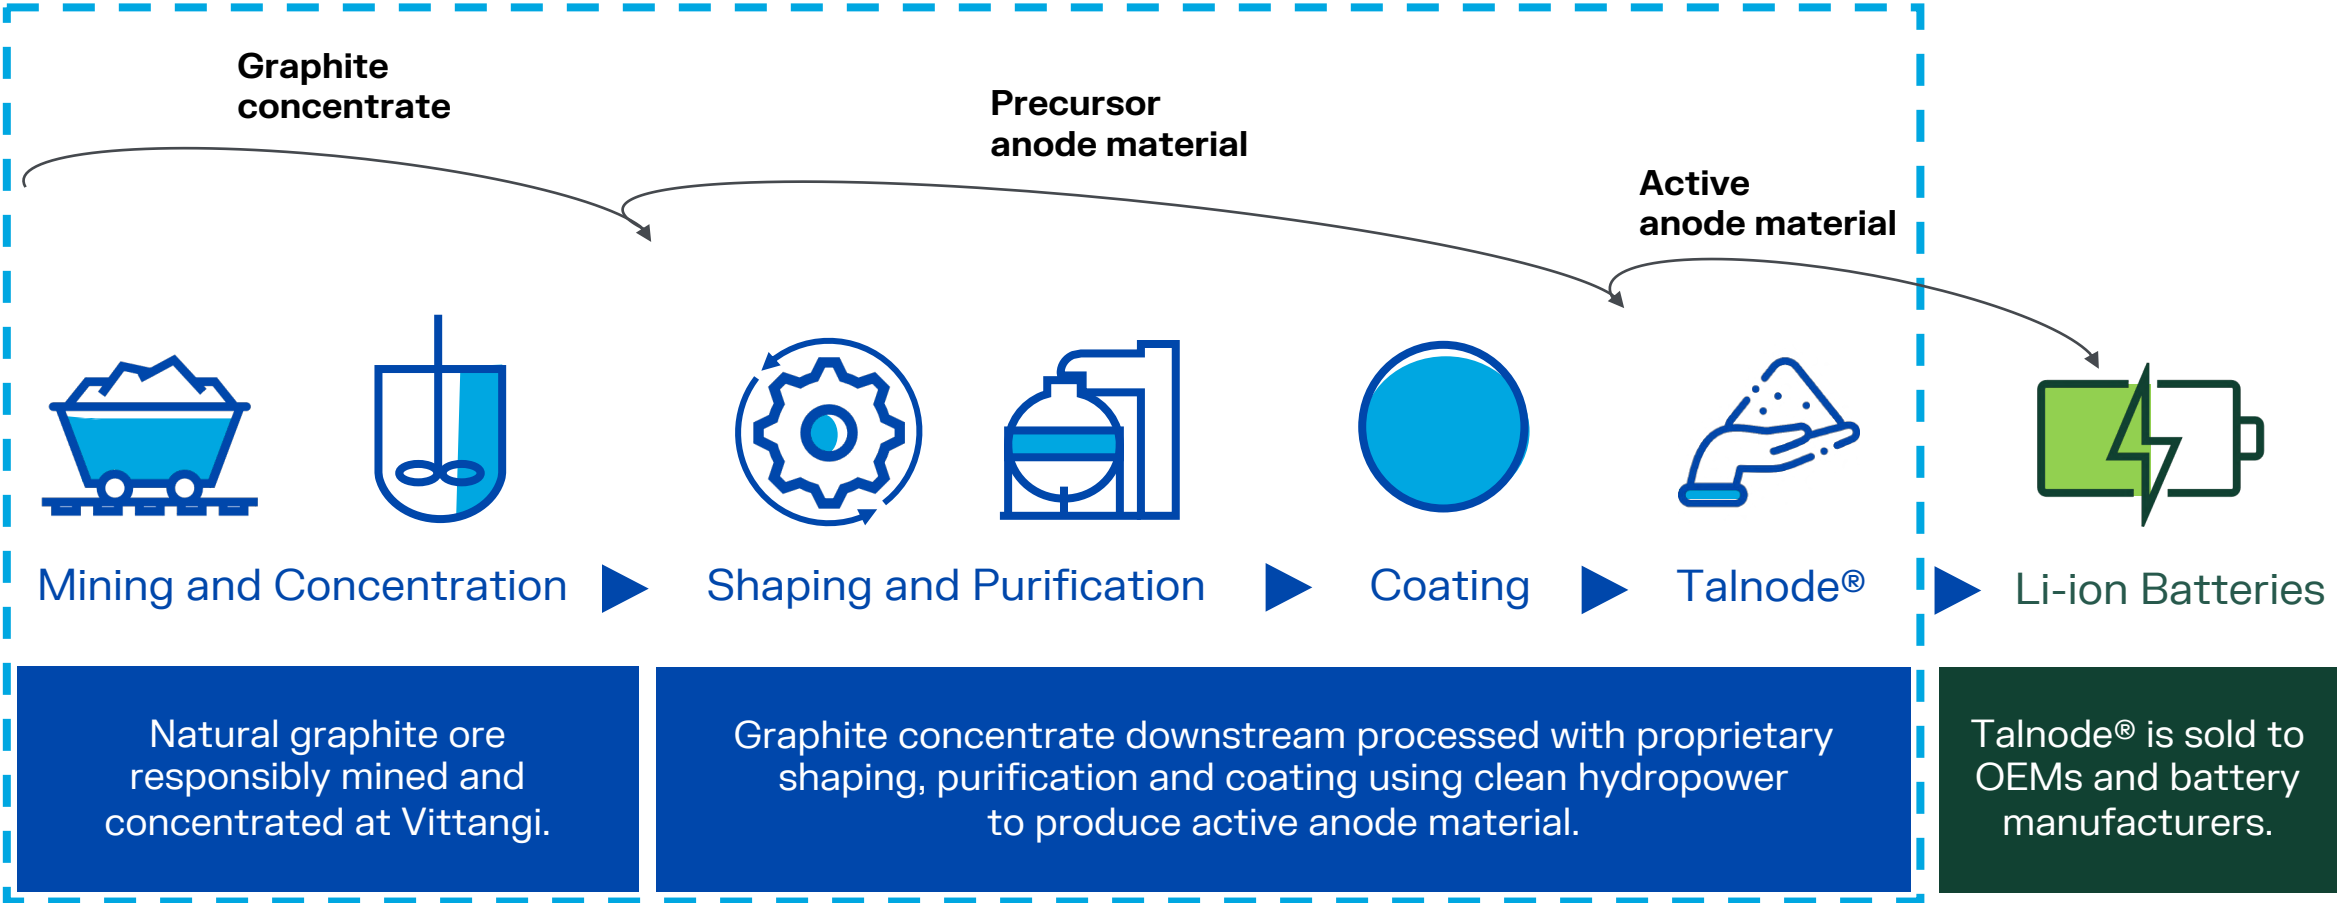 Graphite
concentrate
Precursor
anode material
Active
anode material
Mining and Concentration
Shaping and Purification
Coating
Talnode®
Li-ion Batteries
Natural graphite ore
responsibly mined and
concentrated at Vittangi.
Graphite concentrate downstream processed with proprietary
shaping, purification and coating using clean hydropower
to produce active anode material.
Talnode® is sold to
OEMs and battery
manufacturers.